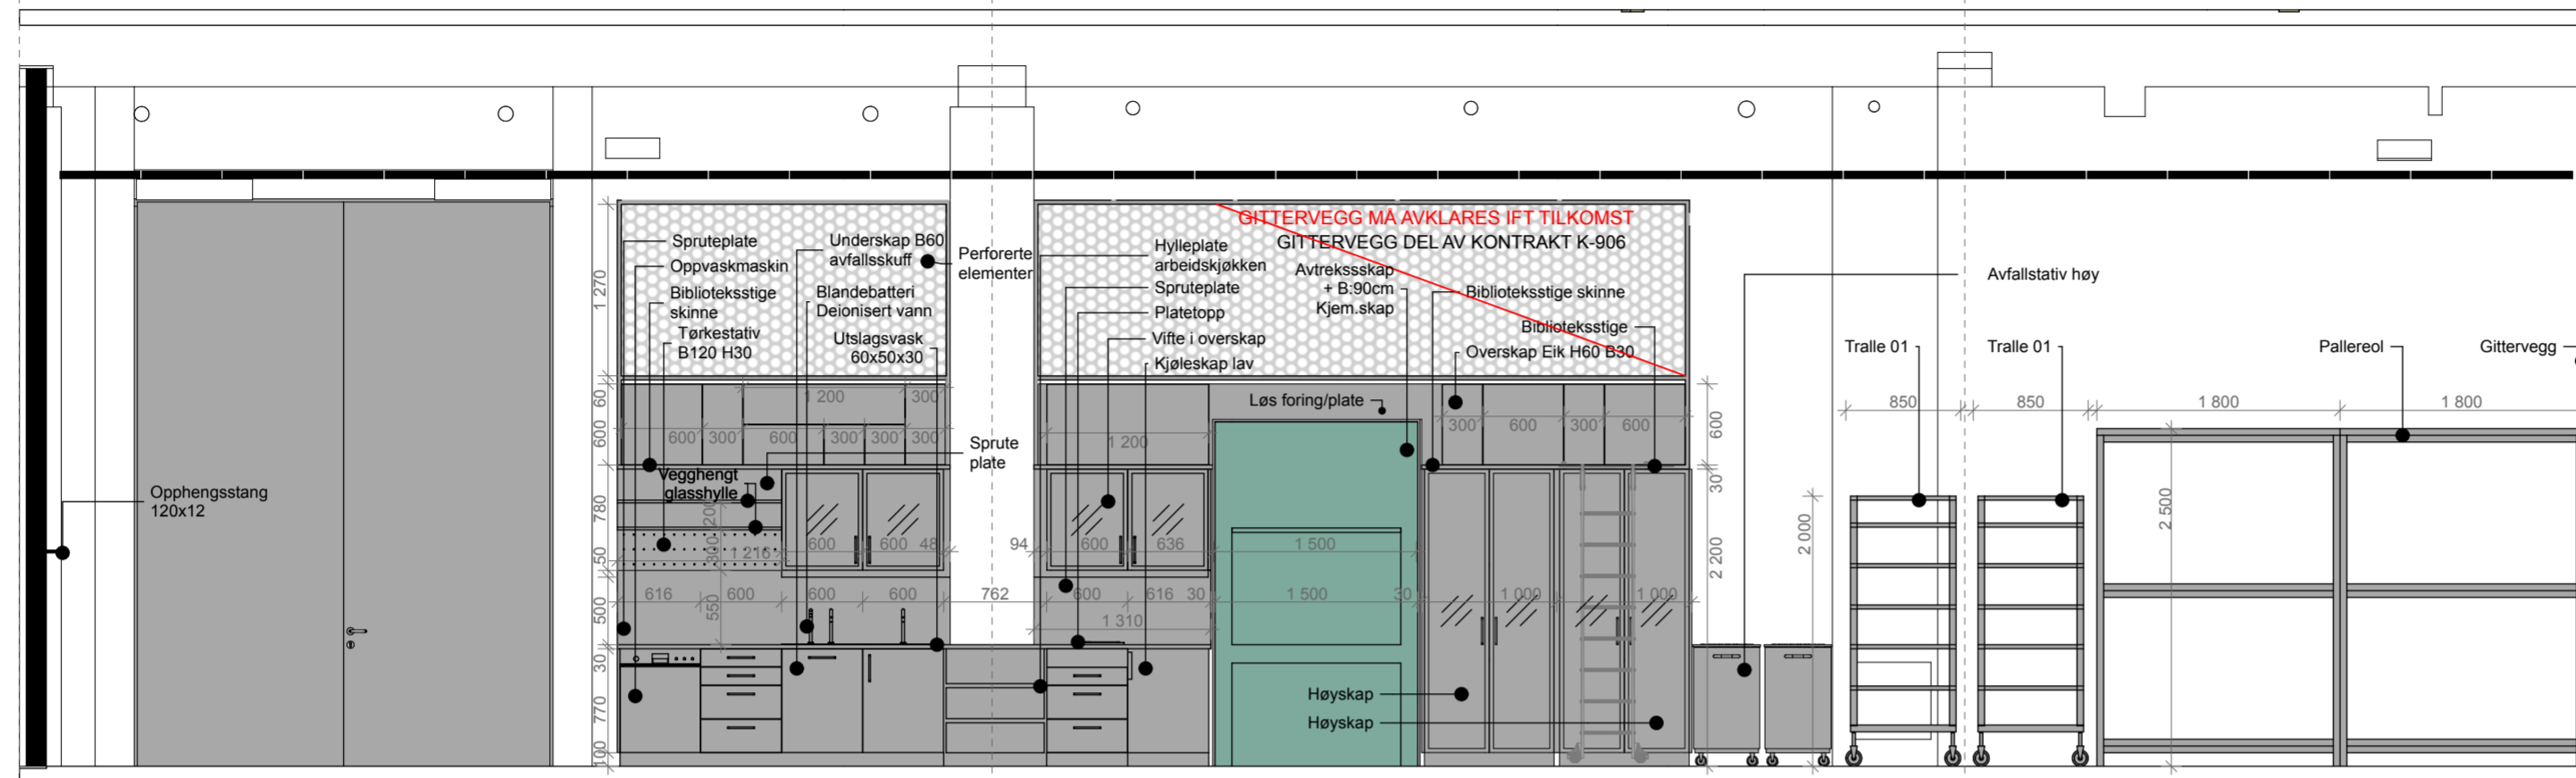 GITTERVEGG MÅ AVKLARES IFT TILKOMST
GITTERVEGG DEL AV KONTRAKT K-906
Spruteplate
Oppvaskmaskin
Biblioteksstige
skinne
Tørkestativ
B120 H30
Underskap B60
avfallsskuff
Blandebatteri
Deionisert vann
Utslagsvask
60x50x30
Perforerte
elementer
Hylleplate
arbeidskjøkken
Spruteplate
Platetopp
Vifte i overskap
Kjøleskap lav
Avtrekssskap
+ B:90cm
Kjem.skap
Biblioteksstige skinne
Biblioteksstige
Overskap Eik H60 B30
Løs foring/plate
Avfallstativ høy
Tralle 01
Tralle 01
Pallereol
Gittervegg
Opphengsstang
120x12
Vegghengt
glasshylle
Sprute
plate
Høyskap
Høyskap
1 270
60
600
780
50
500
30
770
100
1 200
300
600
300
600
300
300
300
200
300
1 216
550
600
600
48
616
600
600
600
762
94
1 200
600
636
1 500
600
616
30
1 500
30
1 310
300
600
300
600
1 000
1 000
600
30
2 200
2 000
850
850
1 800
1 800
2 500